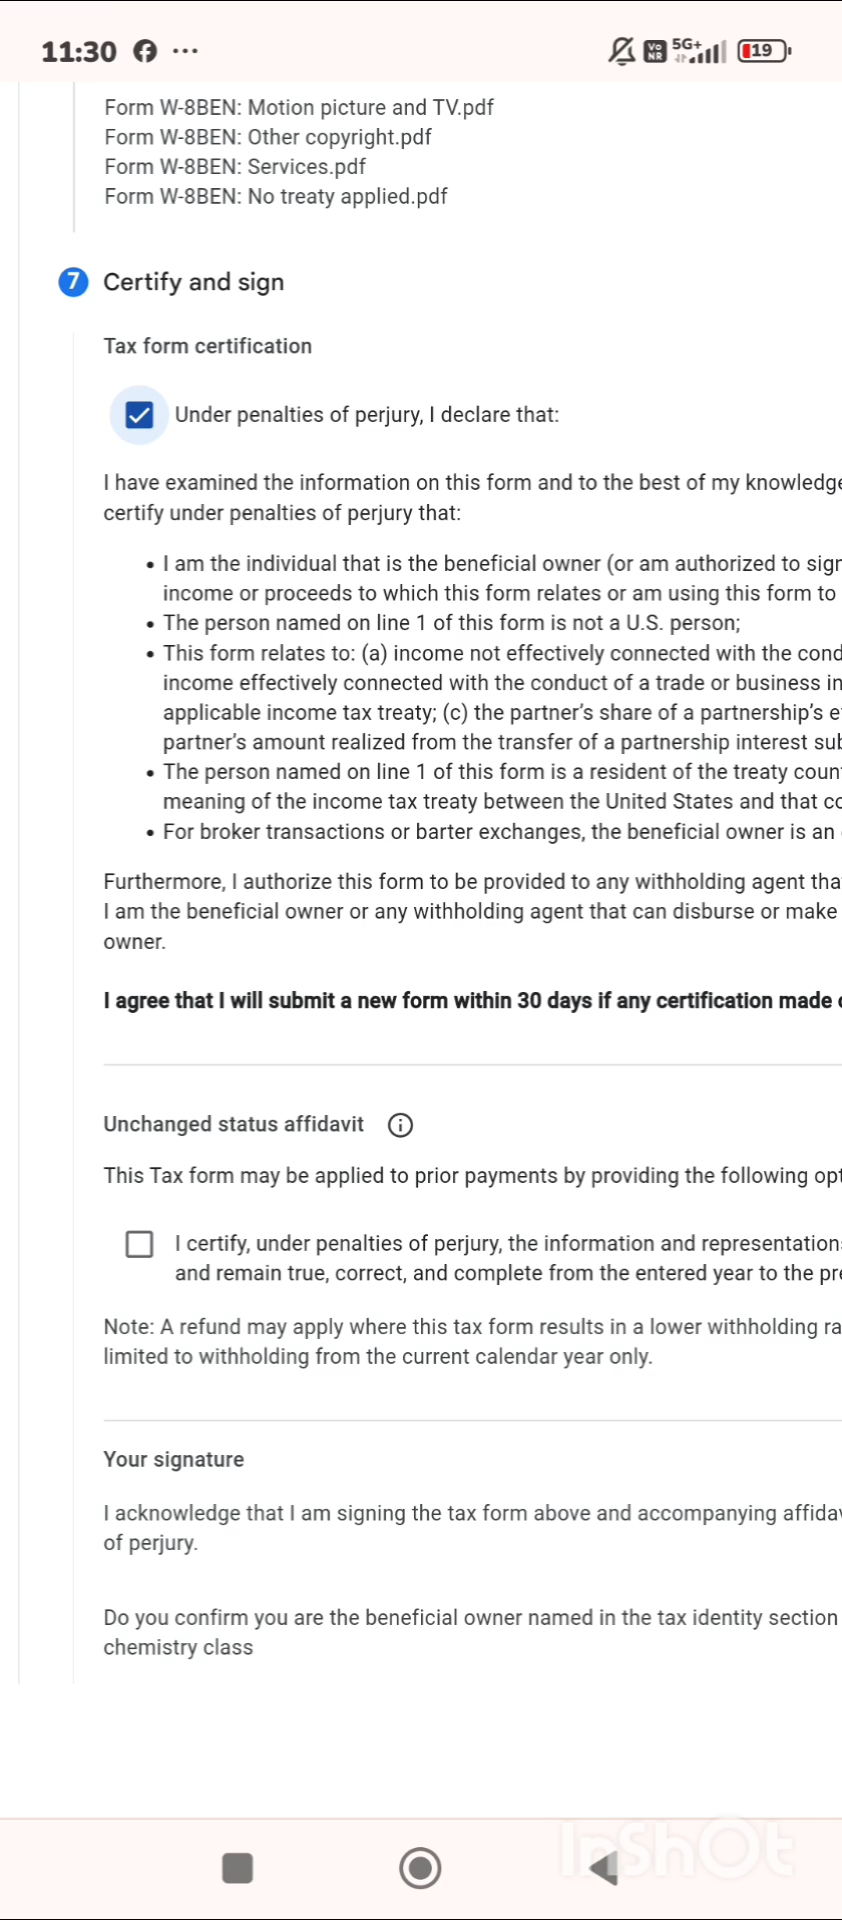 11:30
Vo
NR
5G+
19
Form W-8BEN: Motion picture and TV.pdf
Form W-8BEN: Other copyright.pdf
Form W-8BEN: Services.pdf
Form W-8BEN: No treaty applied.pdf
7 Certify and sign
Tax form certification
Under penalties of perjury, I declare that:
I have examined the information on this form and to the best of my knowledge
certify under penalties of perjury that:
• I am the individual that is the beneficial owner (or am authorized to sign
income or proceeds to which this form relates or am using this form to
• The person named on line 1 of this form is not a U.S. person;
• This form relates to: (a) income not effectively connected with the cond
income effectively connected with the conduct of a trade or business in
applicable income tax treaty; (c) the partner's share of a partnership's e
partner's amount realized from the transfer of a partnership interest sub
• The person named on line 1 of this form is a resident of the treaty coun
meaning of the income tax treaty between the United States and that co
• For broker transactions or barter exchanges, the beneficial owner is an
Furthermore, I authorize this form to be provided to any withholding agent tha
I am the beneficial owner or any withholding agent that can disburse or make
owner.
I agree that I will submit a new form within 30 days if any certification made
Unchanged status affidavit
This Tax form may be applied to prior payments by providing the following opt
I certify, under penalties of perjury, the information and representations
and remain true, correct, and complete from the entered year to the pre
Note: A refund may apply where this tax form results in a lower withholding ra
limited to withholding from the current calendar year only.
Your signature
I acknowledge that I am signing the tax form above and accompanying affida
of perjury.
Do you confirm you are the beneficial owner named in the tax identity section
chemistry class
InShOt